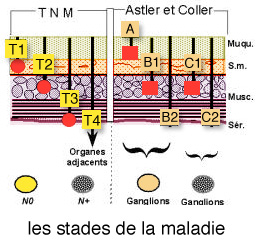 TNM
Astler et Coller
T1
T2
T3
T4
A
B1
C1
B2
C2
Muqu.
S.m.
Musc.
Sér.
Organes
adjacents
N0
N+
Ganglions
Ganglions
les stades de la maladie